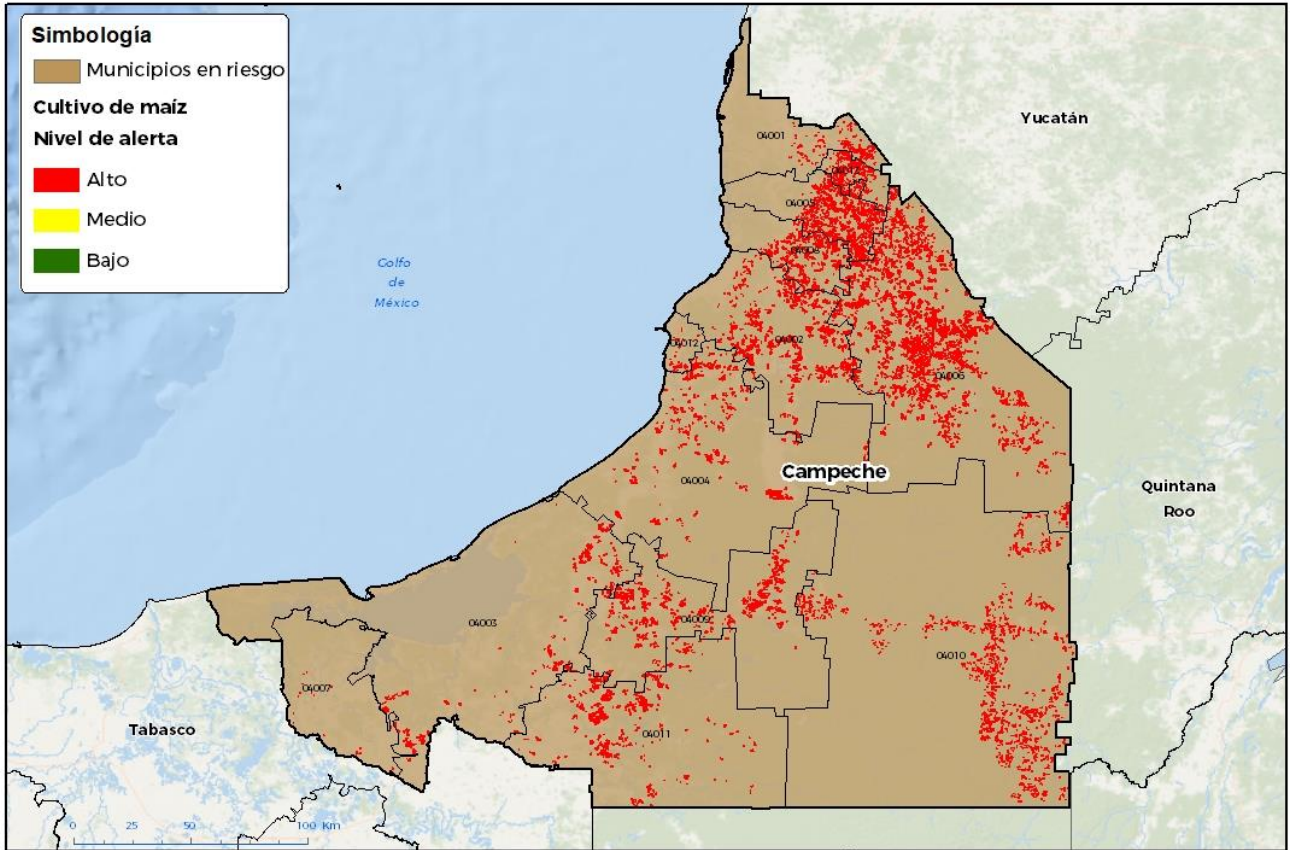 Simbología
Municipios en riesgo
Cultivo de maíz
Nivel de alerta
Alto
Medio
Bajo
Yucatán
04001
04005
Golfo
de
México
04012
04002
04006
Campeche
04004
Quintana
Roo
04003
04009
04010
04007
Tabasco
04011
0 25 50 100 Km